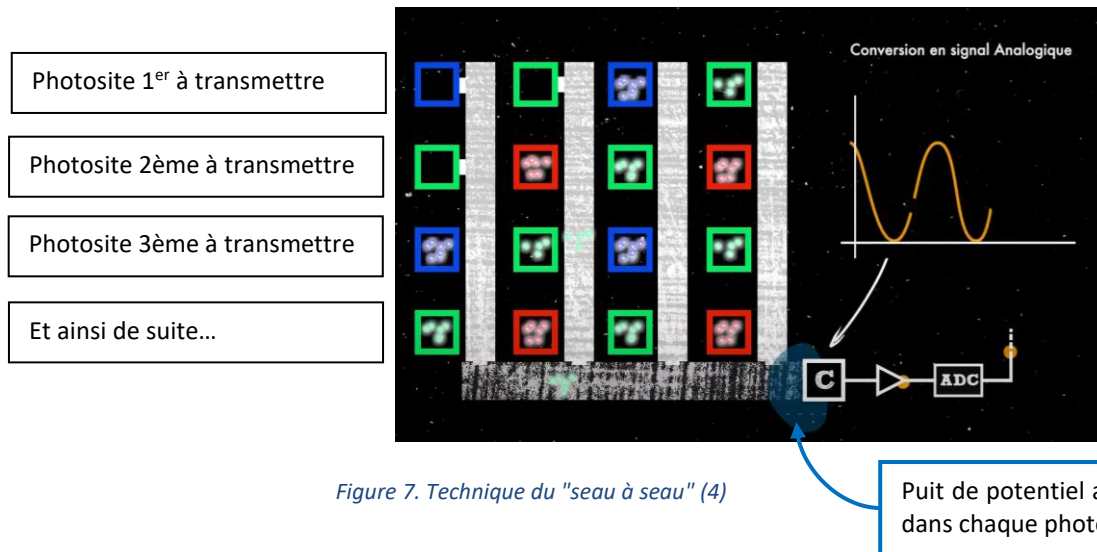 Conversion en signal Analogique
Photosite 1er à transmettre
Photosite 2ème à transmettre
Photosite 3ème à transmettre
Et ainsi de suite…
C
ADC
Figure 7. Technique du "seau à seau" (4)
Puit de potentiel
dans chaque